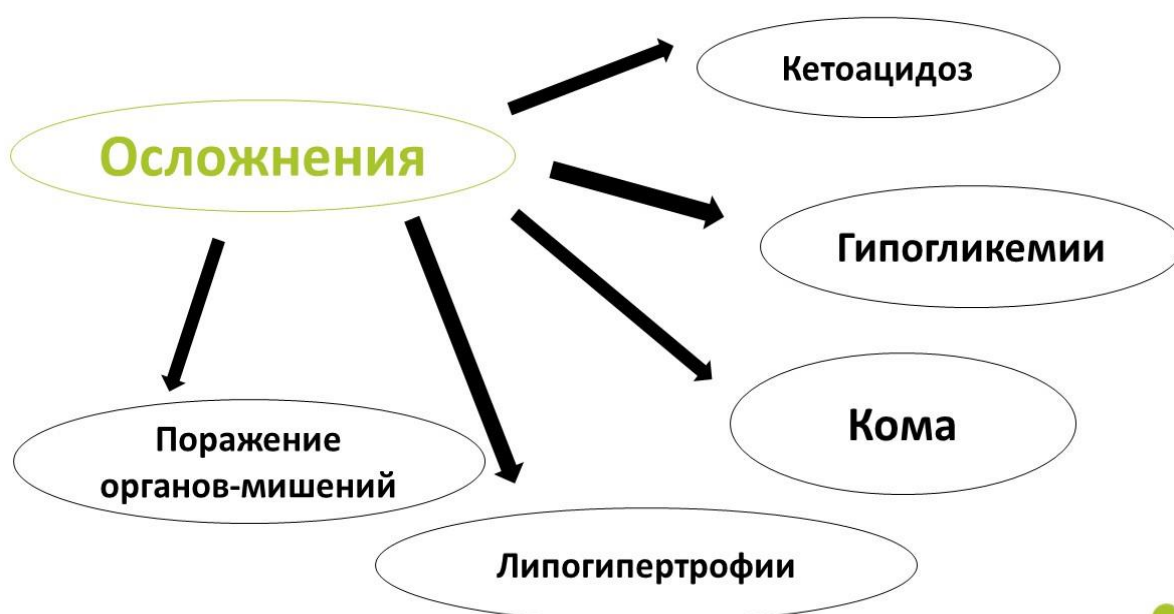 Осложнения
Кетоацидоз
Гипогликемии
Кома
Липогипертрофии
Поражение
органов-мишений